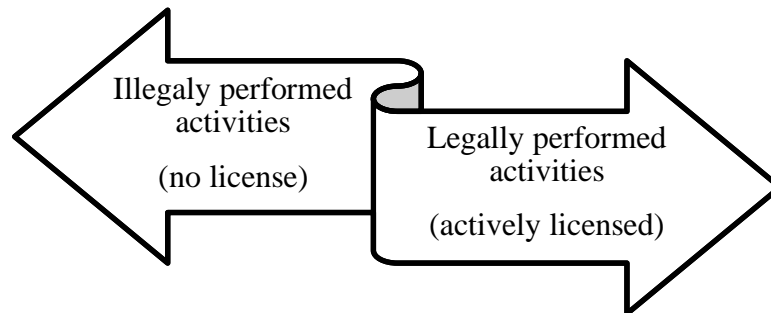 Illegaly performed
activities
(no license)
Legally performed
activities
(actively licensed)